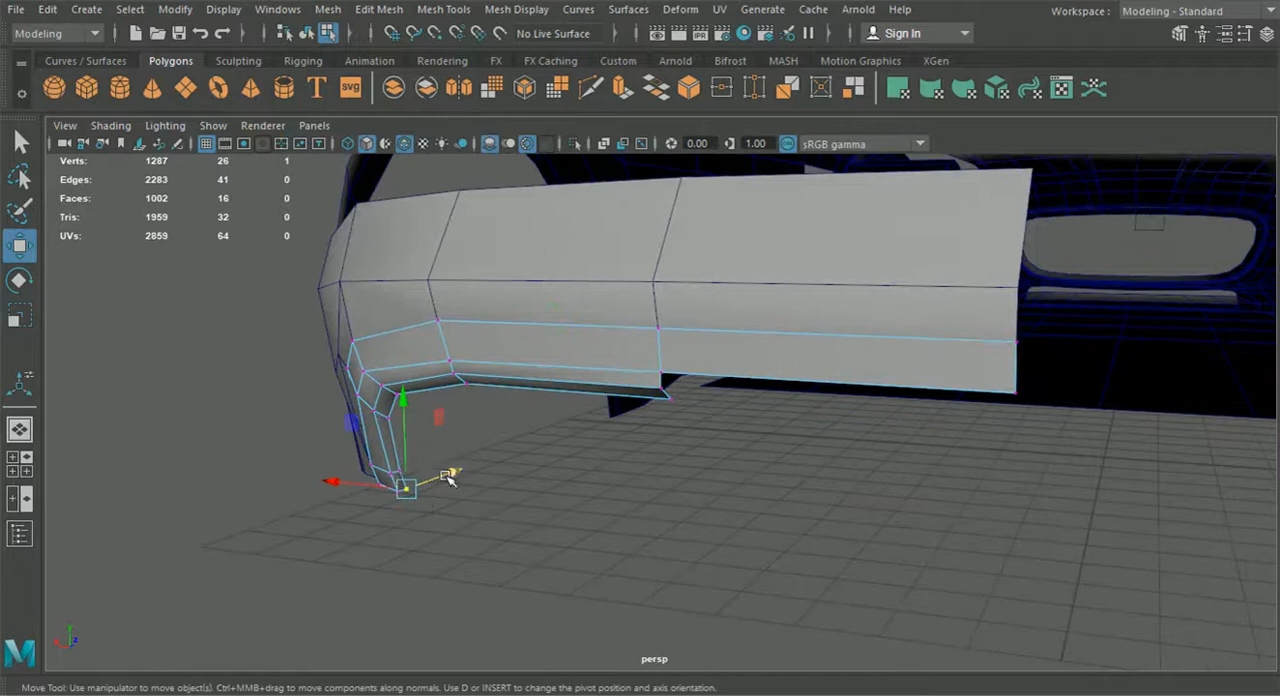 File Edit Create Select Modify Display Windows Mesh Edit Mesh Mesh Tools Mesh Display Curves Surfaces Deform UV Generate Cache Arnold Help Workspace: Modeling - Standard
Modeling No Live Surface Sign In
Curves / Surfaces Polygons Sculpting Rigging Animation Rendering FX FX Caching Custom Arnold Bifrost MASH Motion Graphics XGen
T SVG
View Shading Lighting Show Renderer Panels
0.00 1.00 sRGB gamma
Verts: 1287 26 1
Edges: 2283 41 0
Faces: 1002 16 0
Tris: 1959 32 0
UVs: 2859 64 0
persp
Move Tool: Use manipulator to move object(s). Ctrl+MMB+drag to move components along normals. Use D or INSERT to change the pivot position and axis orientation.